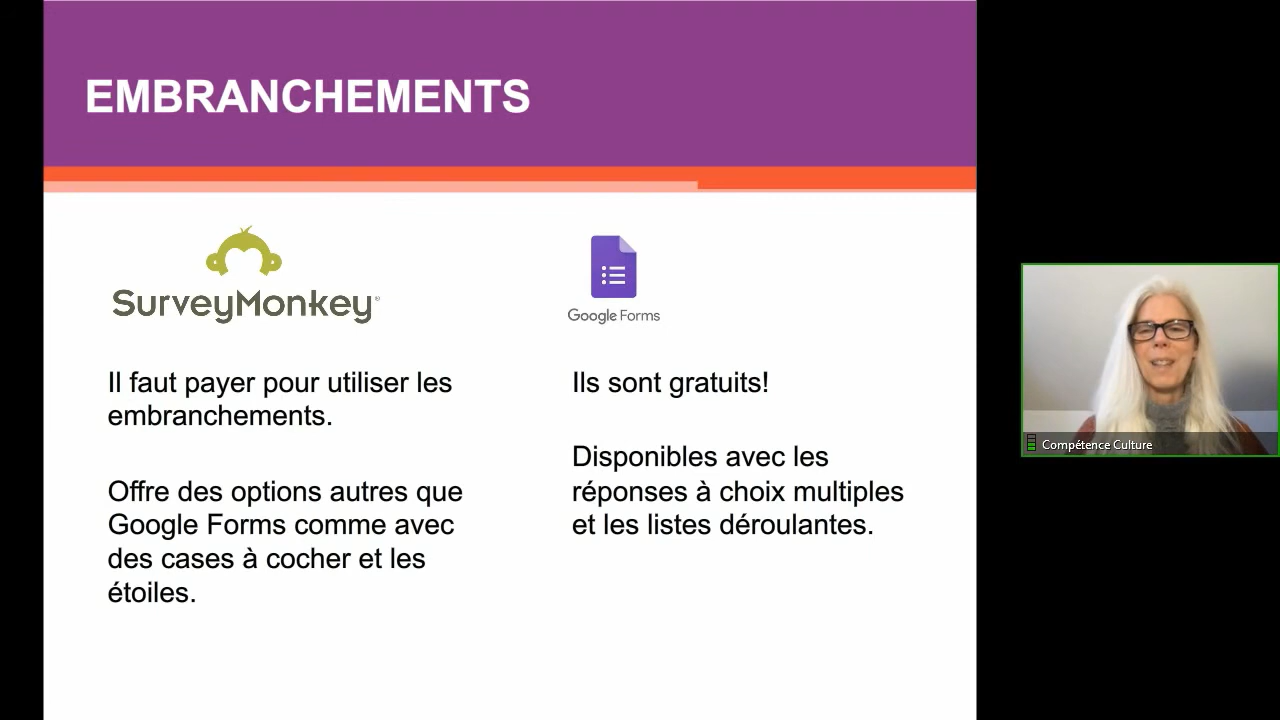 EMBRANCHEMENTS
SurveyMonkey®
Google Forms
Il faut payer pour utiliser les
embranchements.
Offre des options autres que
Google Forms comme avec
des cases à cocher et les
étoiles.
Ils sont gratuits!
Disponibles avec les
réponses à choix multiples
et les listes déroulantes.
Compétence Culture